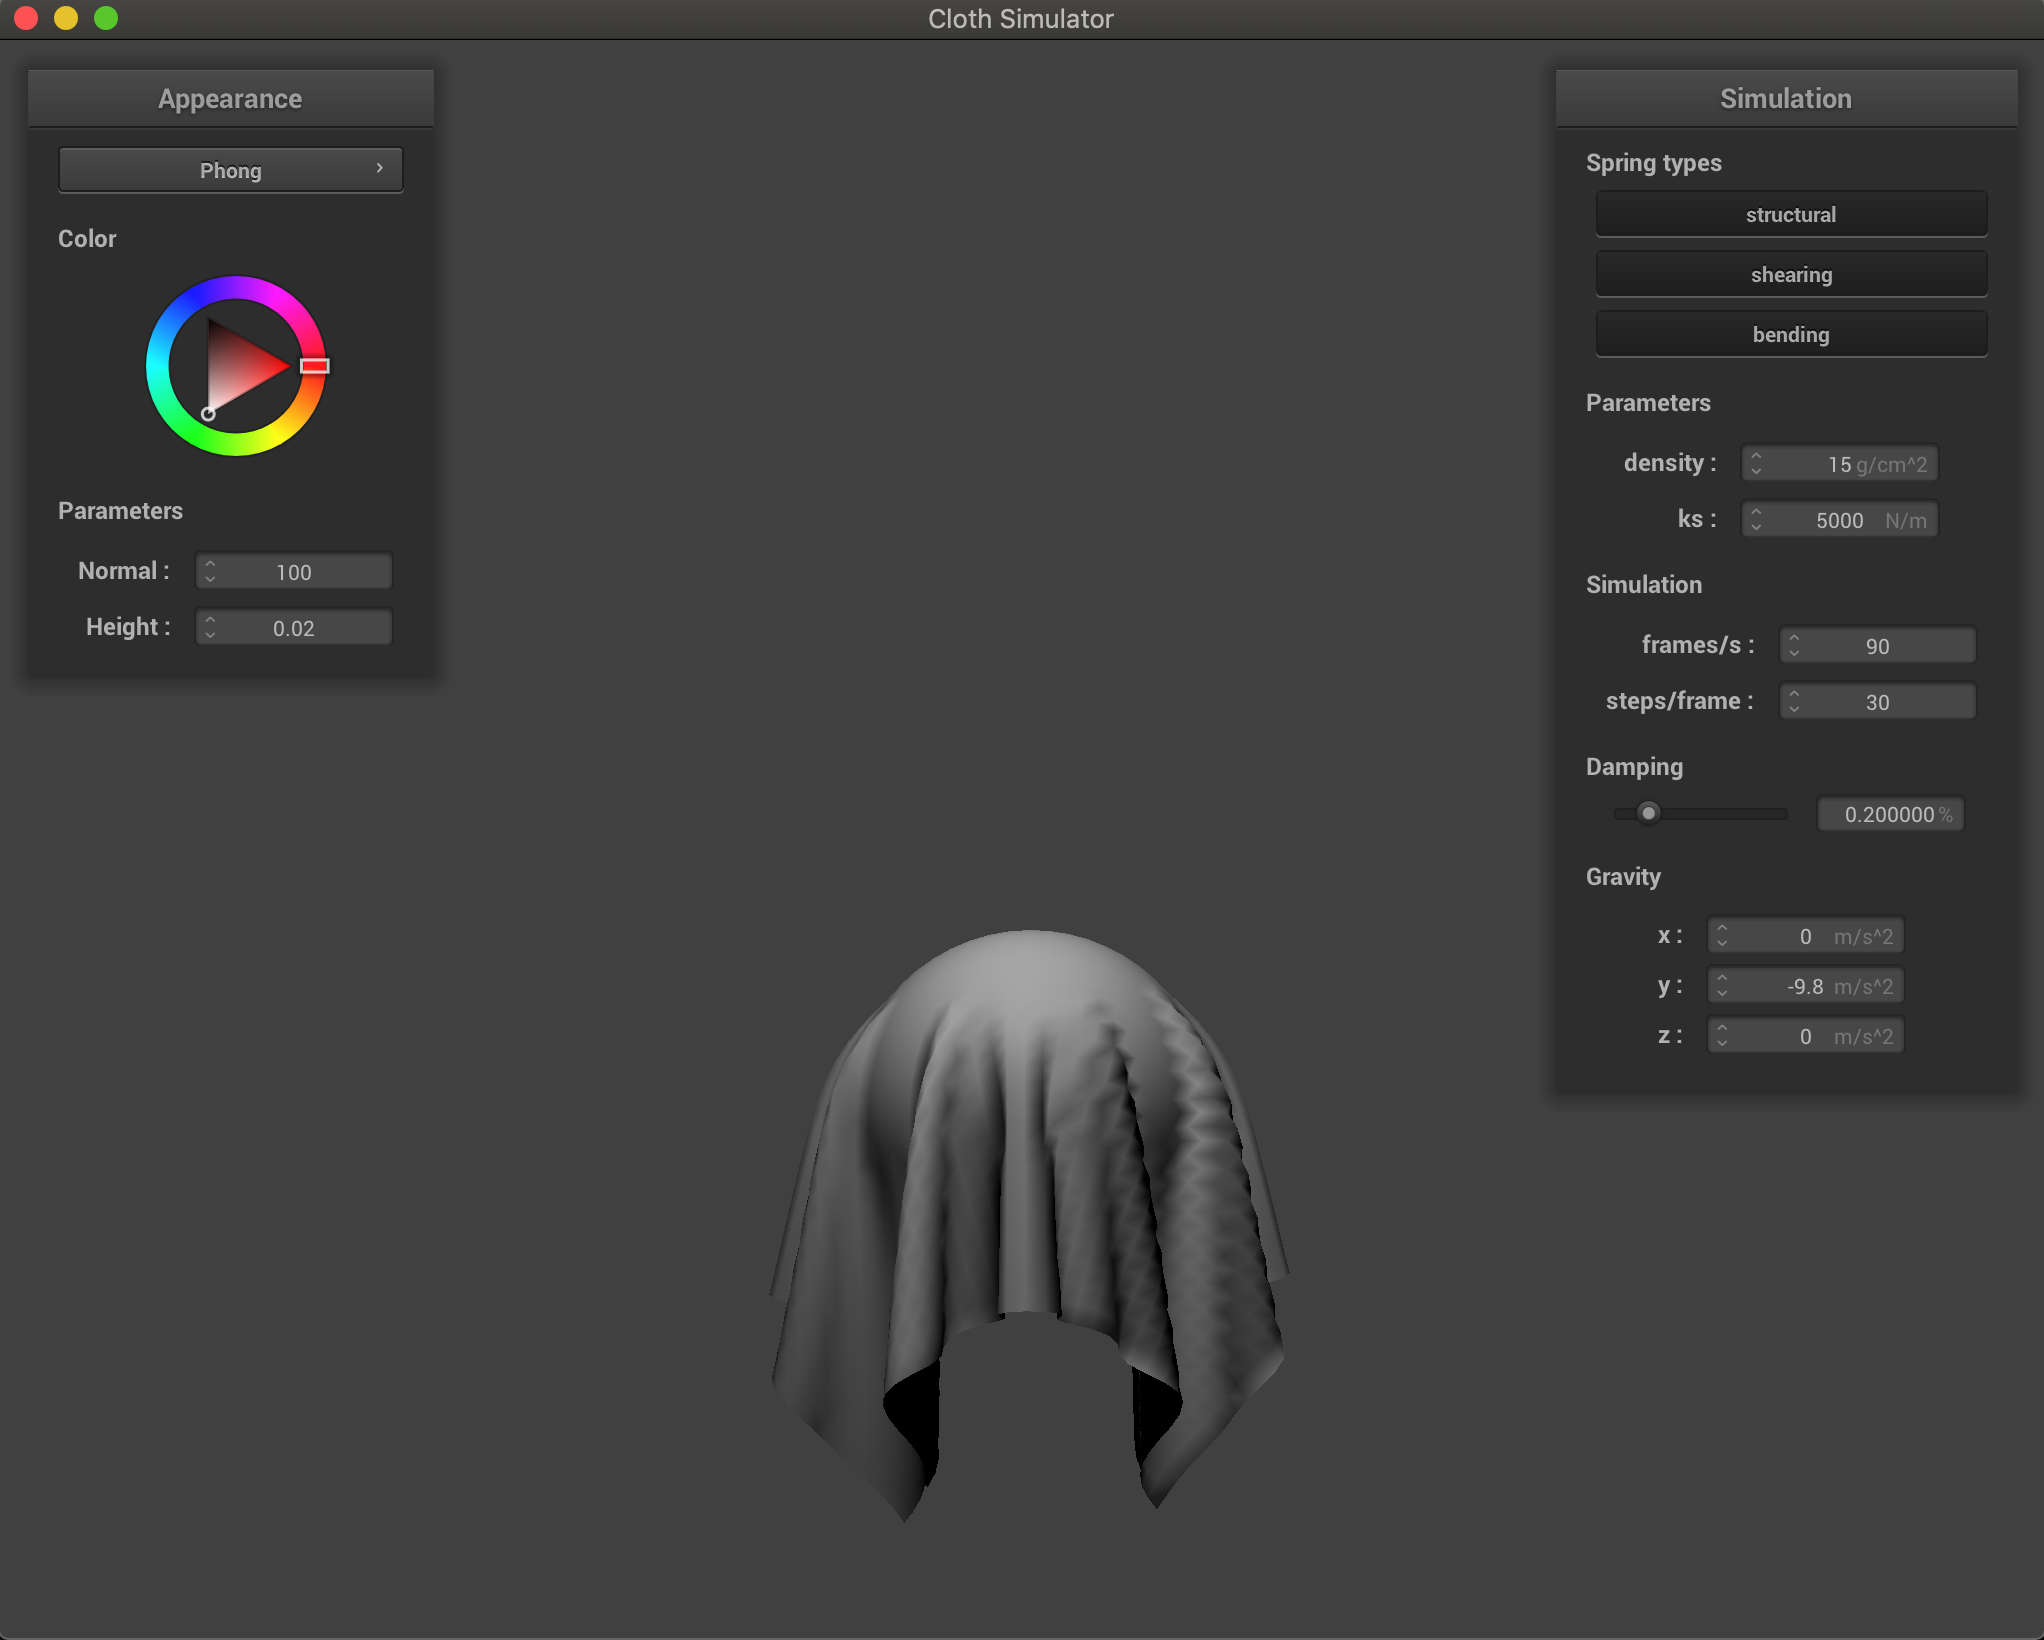 Cloth Simulator
Appearance
Phong
Color
Parameters
Normal : 100
Height : 0.02
Simulation
Spring types
structural
shearing
bending
Parameters
density : 15 g/cm^2
ks : 5000 N/m
Simulation
frames/s : 90
steps/frame : 30
Damping
0.200000 %
Gravity
x : 0 m/s^2
y : -9.8 m/s^2
z : 0 m/s^2